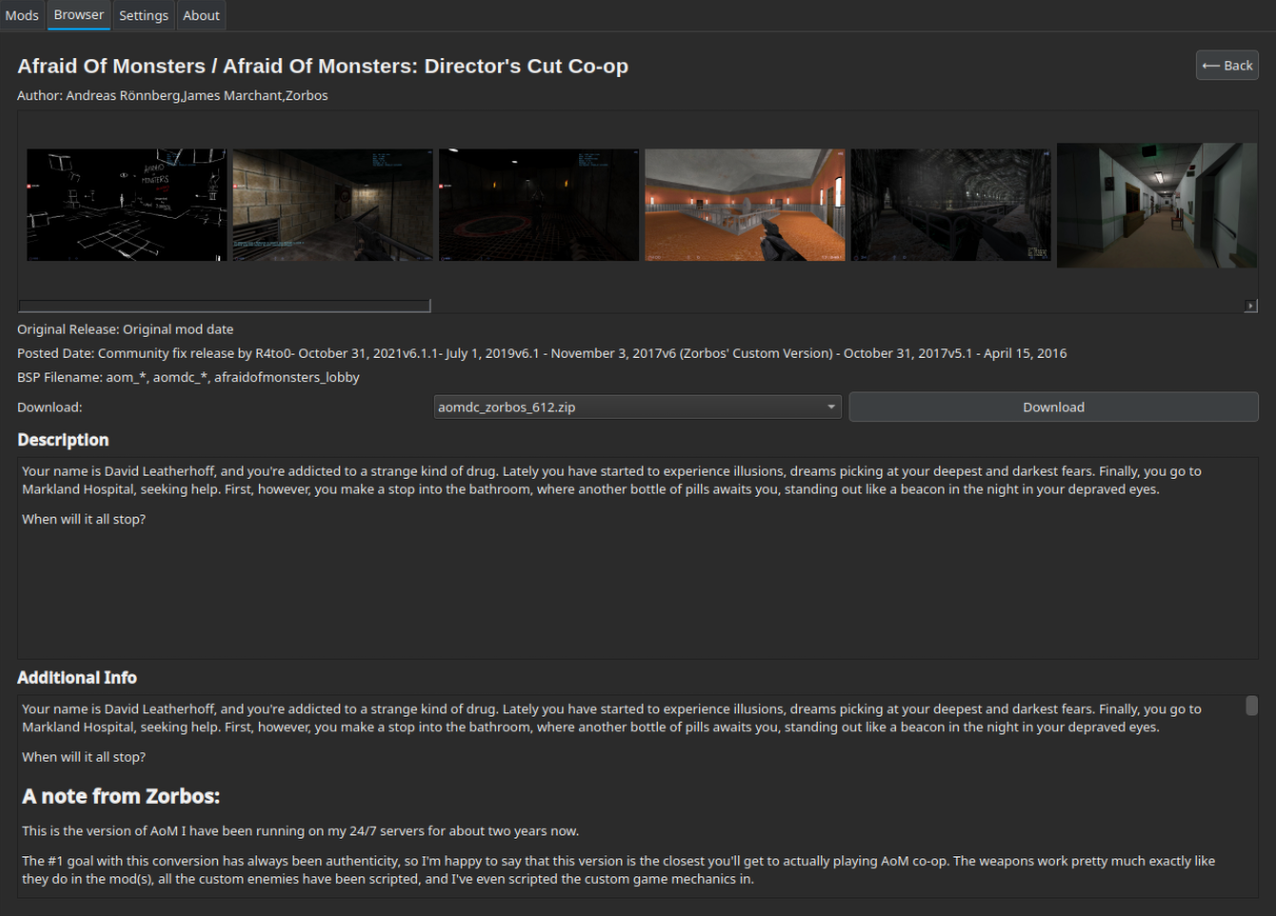 Mods Browser Settings About
Afraid Of Monsters / Afraid Of Monsters: Director's Cut Co-op
← Back
Author: Andreas Rönnberg,James Marchant,Zorbos
Original Release: Original mod date
Posted Date: Community fix release by R4to0- October 31, 2021v6.1.1- July 1, 2019v6.1 - November 3, 2017v6 (Zorbos' Custom Version) - October 31, 2017v5.1 - April 15, 2016
BSP Filename: aom_*, aomdc_*, afraidofmonsters_lobby
Download: aomdc_zorbos_612.zip Download
Description
Your name is David Leatherhoff, and you're addicted to a strange kind of drug. Lately you have started to experience illusions, dreams picking at your deepest and darkest fears. Finally, you go to
Markland Hospital, seeking help. First, however, you make a stop into the bathroom, where another bottle of pills awaits you, standing out like a beacon in the night in your depraved eyes.
When will it all stop?
Additional Info
Your name is David Leatherhoff, and you're addicted to a strange kind of drug. Lately you have started to experience illusions, dreams picking at your deepest and darkest fears. Finally, you go to
Markland Hospital, seeking help. First, however, you make a stop into the bathroom, where another bottle of pills awaits you, standing out like a beacon in the night in your depraved eyes.
When will it all stop?
A note from Zorbos:
This is the version of AoM I have been running on my 24/7 servers for about two years now.
The #1 goal with this conversion has always been authenticity, so I'm happy to say that this version is the closest you'll get to actually playing AoM co-op. The weapons work pretty much exactly like
they do in the mod(s), all the custom enemies have been scripted, and I've even scripted the custom game mechanics in.